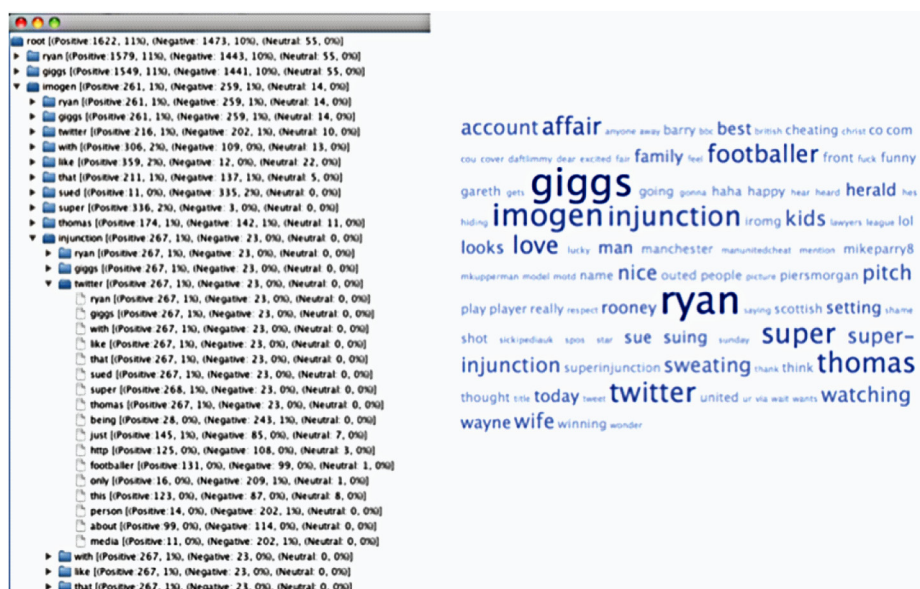 root [(Positive:1622, 11%), (Negative: 1473, 10%), (Neutral: 55, 0%)]
ryan [(Positive:1579, 11%), (Negative: 1443, 10%), (Neutral: 55, 0%)]
giggs [(Positive:1549, 11%), (Negative: 1441, 10%), (Neutral: 55, 0%)]
imogen [(Positive:261, 1%), (Negative: 259, 1%), (Neutral: 14, 0%)]
ryan [(Positive:261, 1%), (Negative: 259, 1%), (Neutral: 14, 0%)]
giggs [(Positive:261, 1%), (Negative: 259, 1%), (Neutral: 14, 0%)]
twitter [(Positive:216, 1%), (Negative: 202, 1%), (Neutral: 10, 0%)]
with [(Positive:306, 2%), (Negative: 109, 0%), (Neutral: 13, 0%)]
like [(Positive:359, 2%), (Negative: 12, 0%), (Neutral: 22, 0%)]
that [(Positive:211, 1%), (Negative: 137, 1%), (Neutral: 5, 0%)]
sued [(Positive:11, 0%), (Negative: 335, 2%), (Neutral: 0, 0%)]
super [(Positive:336, 2%), (Negative: 3, 0%), (Neutral: 0, 0%)]
thomas [(Positive:174, 1%), (Negative: 142, 1%), (Neutral: 11, 0%)]
injunction [(Positive:267, 1%), (Negative: 23, 0%), (Neutral: 0, 0%)]
ryan [(Positive:267, 1%), (Negative: 23, 0%), (Neutral: 0, 0%)]
giggs [(Positive:267, 1%), (Negative: 23, 0%), (Neutral: 0, 0%)]
twitter [(Positive:267, 1%), (Negative: 23, 0%), (Neutral: 0, 0%)]
ryan [(Positive:267, 1%), (Negative: 23, 0%), (Neutral: 0, 0%)]
giggs [(Positive:267, 1%), (Negative: 23, 0%), (Neutral: 0, 0%)]
with [(Positive:267, 1%), (Negative: 23, 0%), (Neutral: 0, 0%)]
like [(Positive:267, 1%), (Negative: 23, 0%), (Neutral: 0, 0%)]
that [(Positive:267, 1%), (Negative: 23, 0%), (Neutral: 0, 0%)]
sued [(Positive:267, 1%), (Negative: 23, 0%), (Neutral: 0, 0%)]
super [(Positive:268, 1%), (Negative: 23, 0%), (Neutral: 0, 0%)]
thomas [(Positive:267, 1%), (Negative: 23, 0%), (Neutral: 0, 0%)]
being [(Positive:28, 0%), (Negative: 243, 1%), (Neutral: 0, 0%)]
just [(Positive:145, 1%), (Negative: 85, 0%), (Neutral: 7, 0%)]
http [(Positive:125, 0%), (Negative: 108, 0%), (Neutral: 3, 0%)]
footballer [(Positive:131, 0%), (Negative: 99, 0%), (Neutral: 1, 0%)]
only [(Positive:16, 0%), (Negative: 209, 1%), (Neutral: 1, 0%)]
this [(Positive:123, 0%), (Negative: 87, 0%), (Neutral: 8, 0%)]
person [(Positive:14, 0%), (Negative: 202, 1%), (Neutral: 0, 0%)]
about [(Positive:99, 0%), (Negative: 114, 0%), (Neutral: 0, 0%)]
media [(Positive:11, 0%), (Negative: 202, 1%), (Neutral: 0, 0%)]
with [(Positive:267, 1%), (Negative: 23, 0%), (Neutral: 0, 0%)]
like [(Positive:267, 1%), (Negative: 23, 0%), (Neutral: 0, 0%)]
that [(Positive:267, 1%), (Negative: 23, 0%), (Neutral: 0, 0%)]
account affair anyone away barry bbc best british cheating christ co com
cou cover daftlimmy dear excited fair family feel footballer front fuck funny
gareth gets giggs going gonna haha happy hear heard herald hes
hiding imogen injunction iromg kids lawyers league lol
looks love lucky man manchester manunitedcheat mention mikeparry8
mkupperman model motd name nice outed people picture piersmorgan pitch
play player really respect rooney ryan saying scottish setting shame
shot sickipediauk spos star sue suing sunday super super-
injunction superinjunction sweating thank think thomas
thought title today tweet twitter united ur via wait wants watching
wayne wife winning wonder